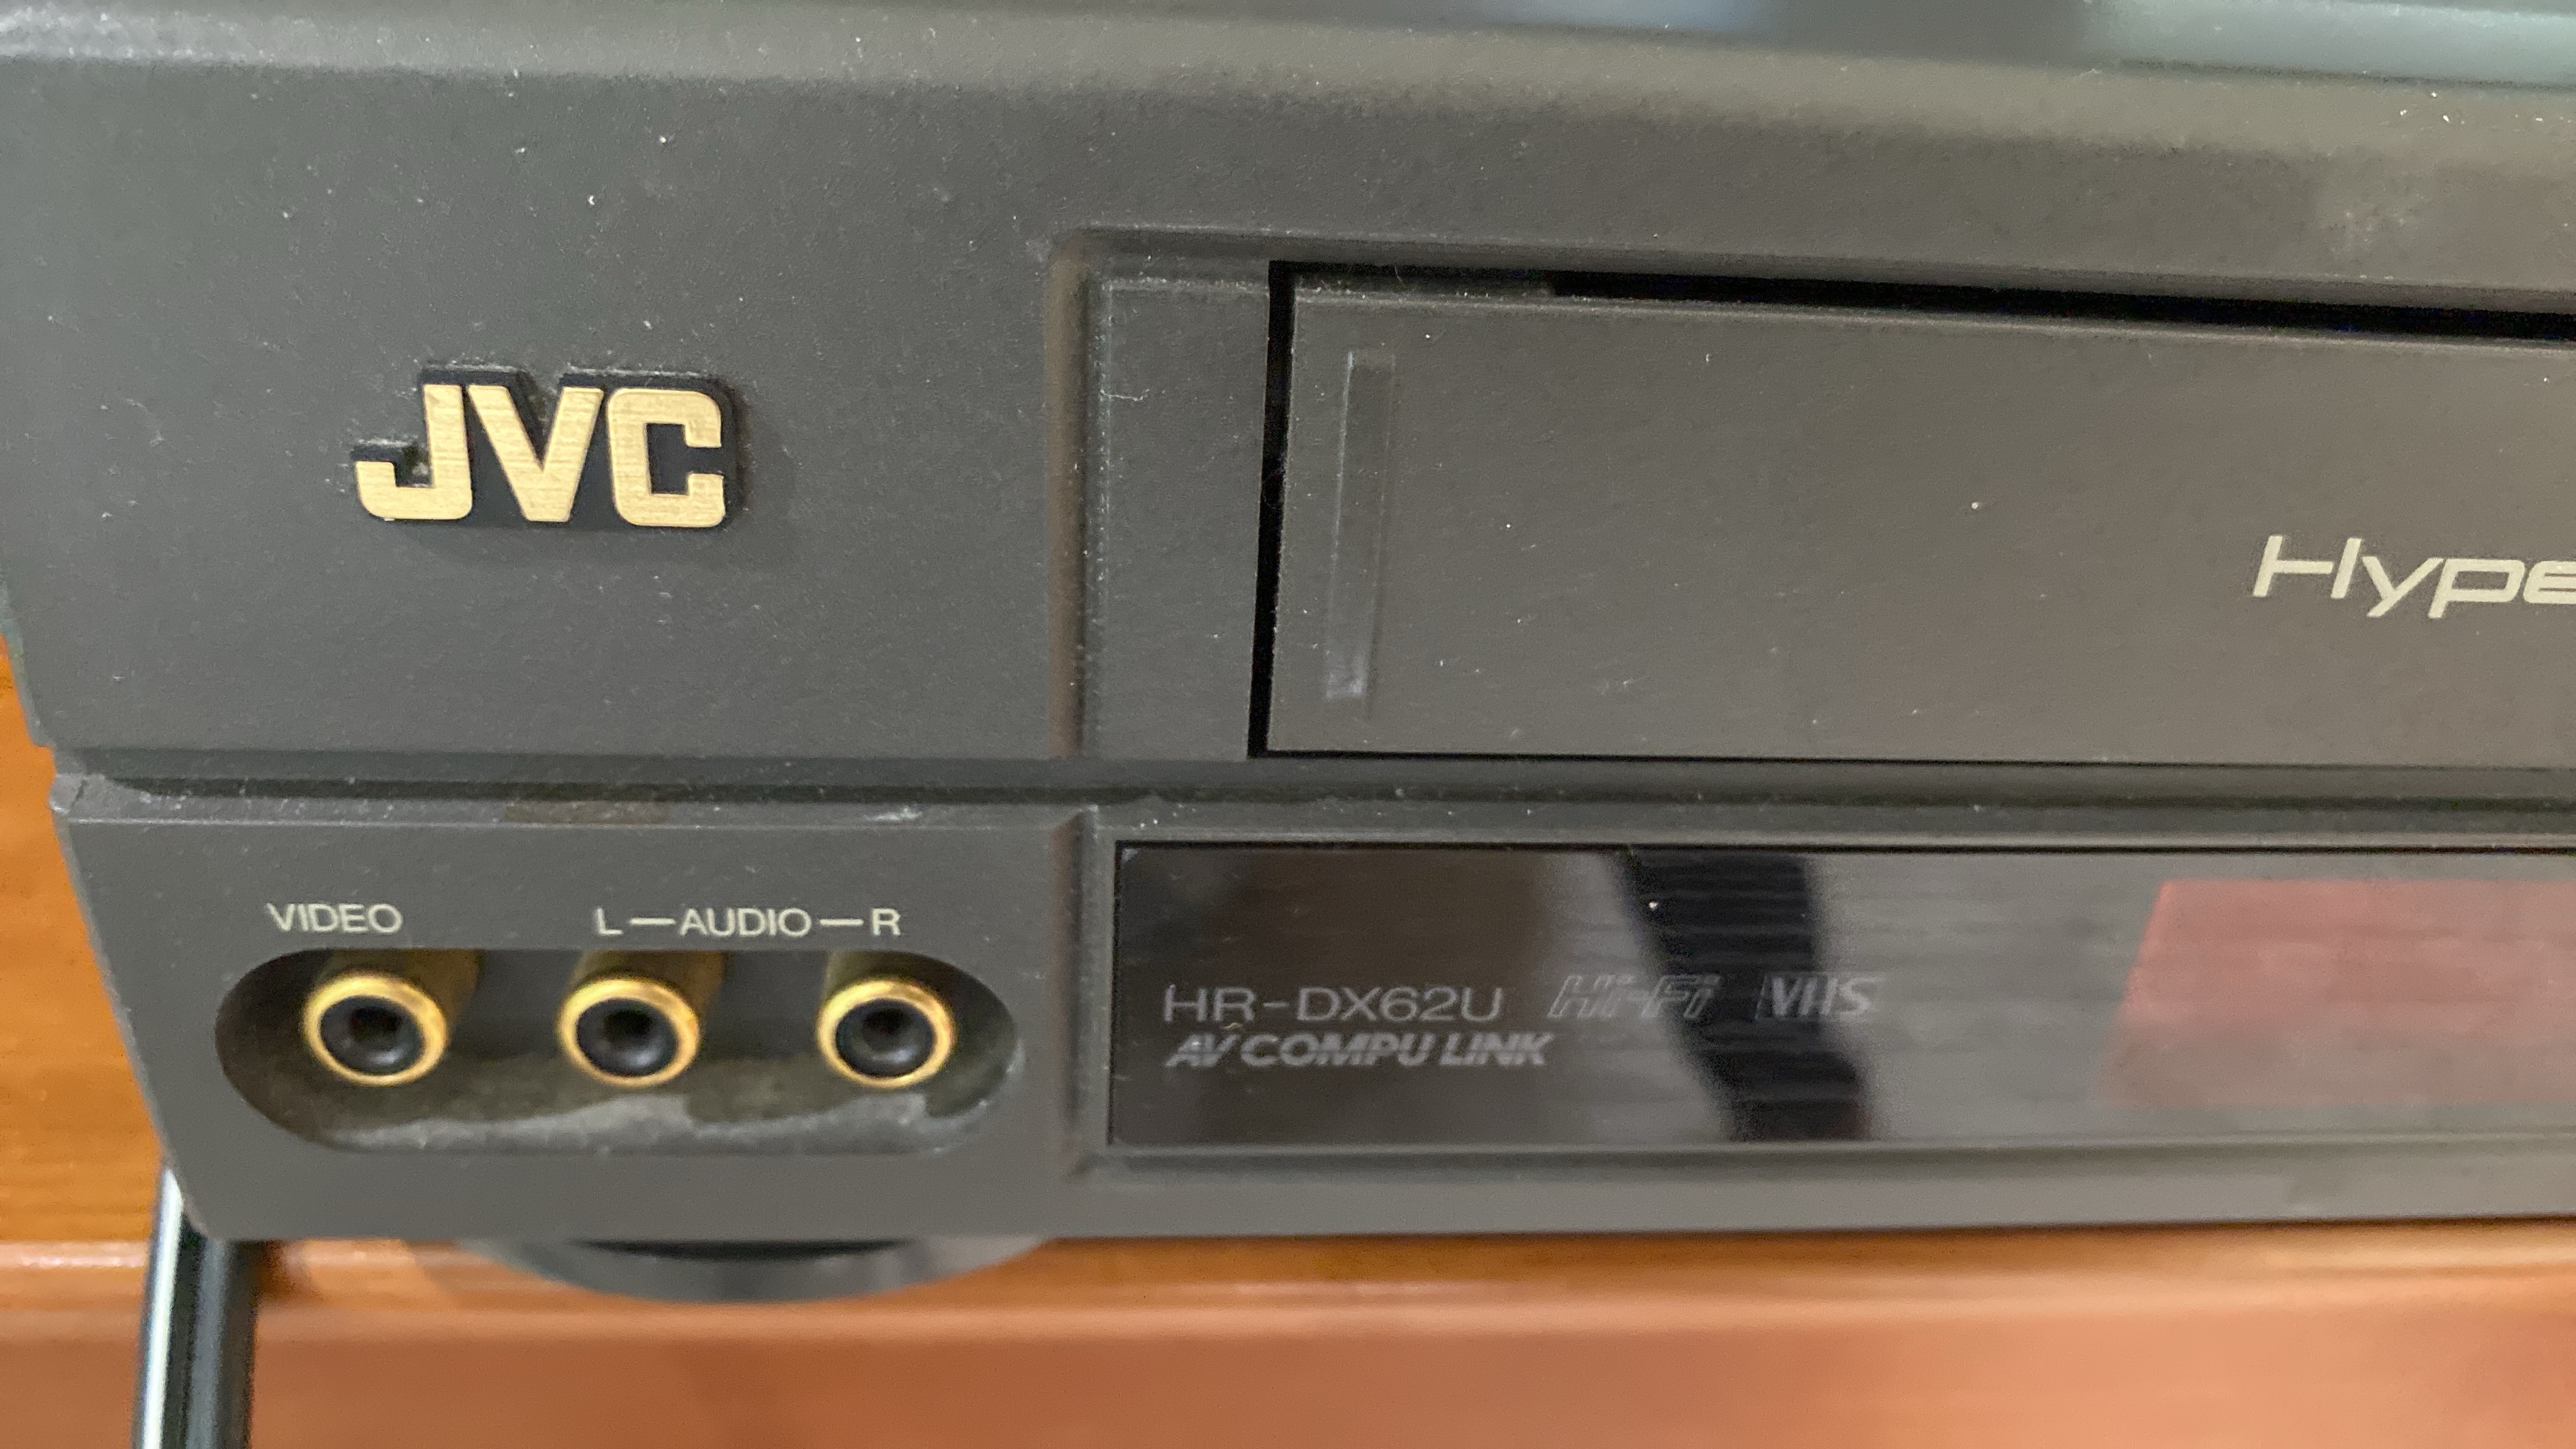 JVC
Hype
VIDEO L—AUDIO—R
HR-DX62U Hi-Fi VHS
AV COMPU LINK